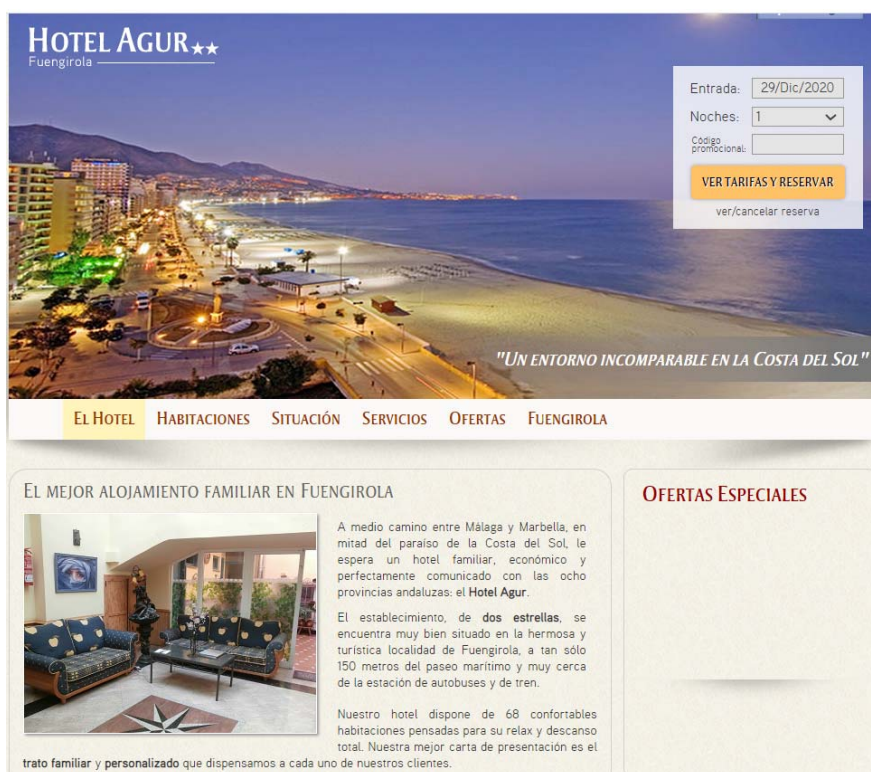 HOTEL AGUR★★
Fuengirola
Entrada: 29/Dic/2020
Noches: 1
Código
promocional:
VER TARIFAS Y RESERVAR
ver/cancelar reserva
"UN ENTORNO INCOMPARABLE EN LA COSTA DEL SOL"
EL HOTEL HABITACIONES SITUACIÓN SERVICIOS OFERTAS FUENGIROLA
EL MEJOR ALOJAMIENTO FAMILIAR EN FUENGIROLA
A medio camino entre Málaga y Marbella, en
mitad del paraíso de la Costa del Sol, le
espera un hotel familiar, económico y
perfectamente comunicado con las ocho
provincias andaluzas: el Hotel Agur.
El establecimiento, de dos estrellas, se
encuentra muy bien situado en la hermosa y
turística localidad de Fuengirola, a tan sólo
150 metros del paseo marítimo y muy cerca
de la estación de autobuses y de tren.
Nuestro hotel dispone de 68 confortables
habitaciones pensadas para su relax y descanso
total. Nuestra mejor carta de presentación es el
trato familiar y personalizado que dispensamos a cada uno de nuestros clientes.
OFERTAS ESPECIALES